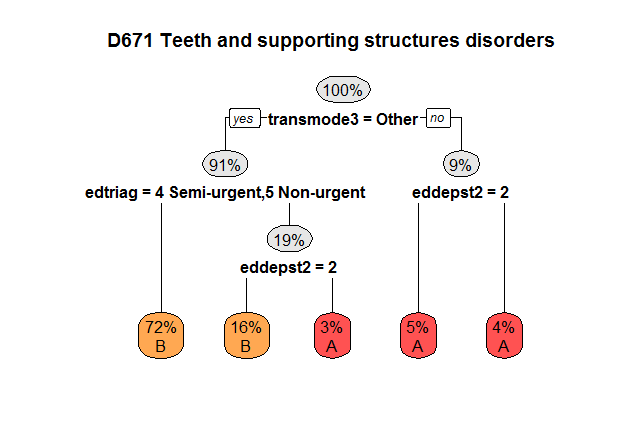 D671 Teeth and supporting structures disorders
100%
yes transmode3 = Other no
91% 9%
edtriag = 4 Semi-urgent,5 Non-urgent eddepst2 = 2
19%
eddepst2 = 2
72% 16% 3% 5% 4%
B B A A A